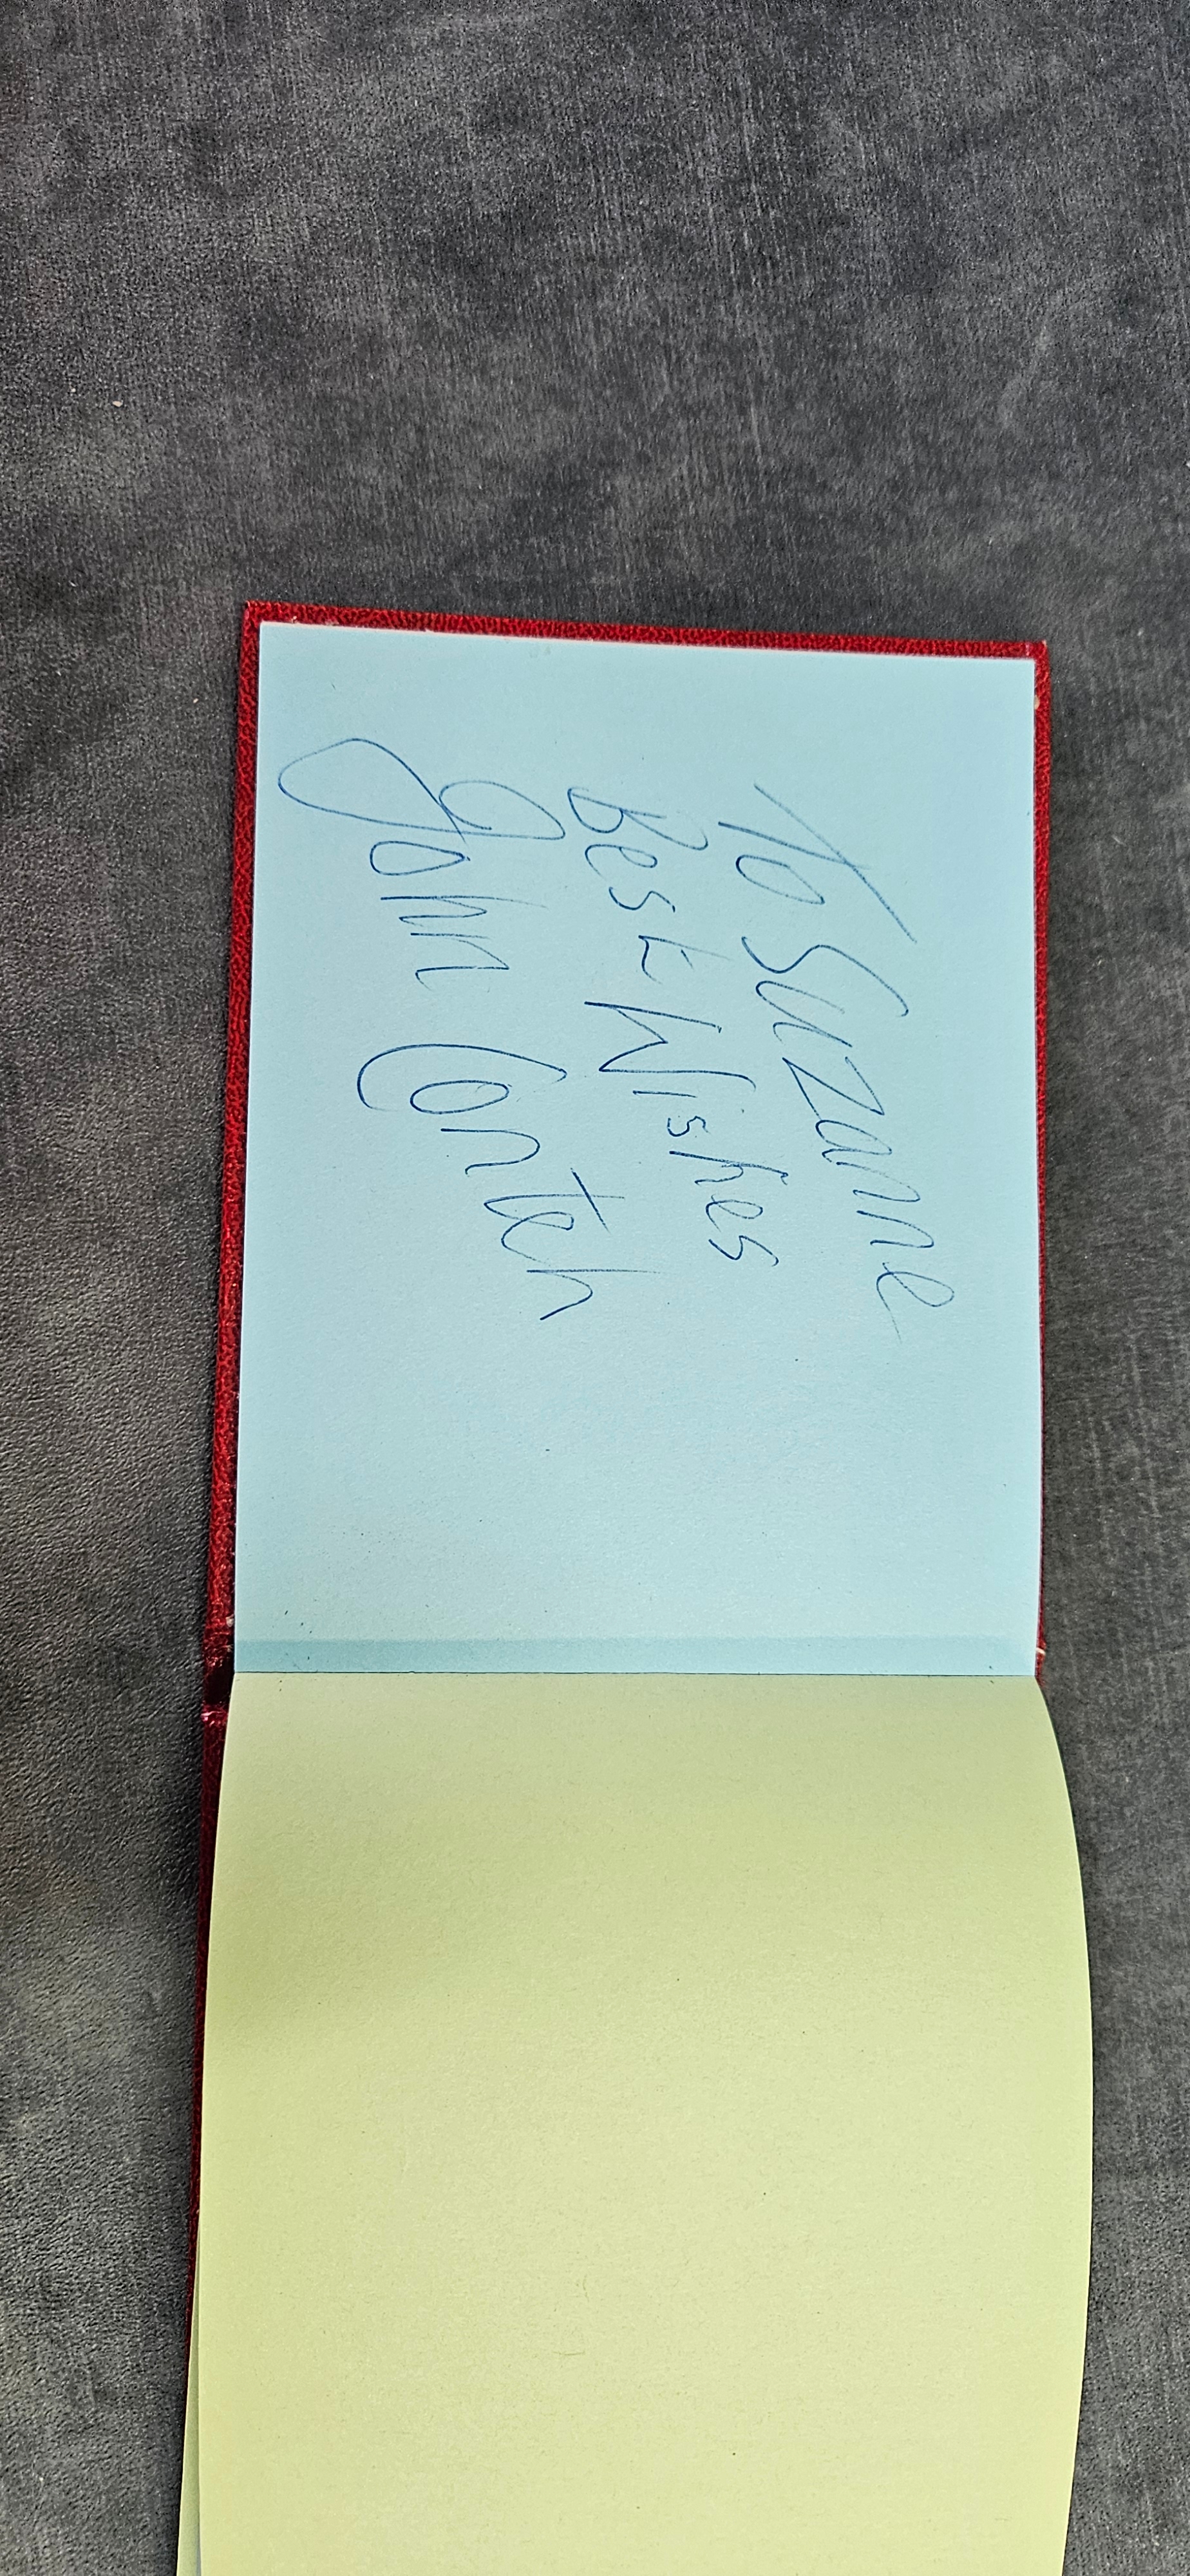 To Suzanne
Best Wishes
John Conteh